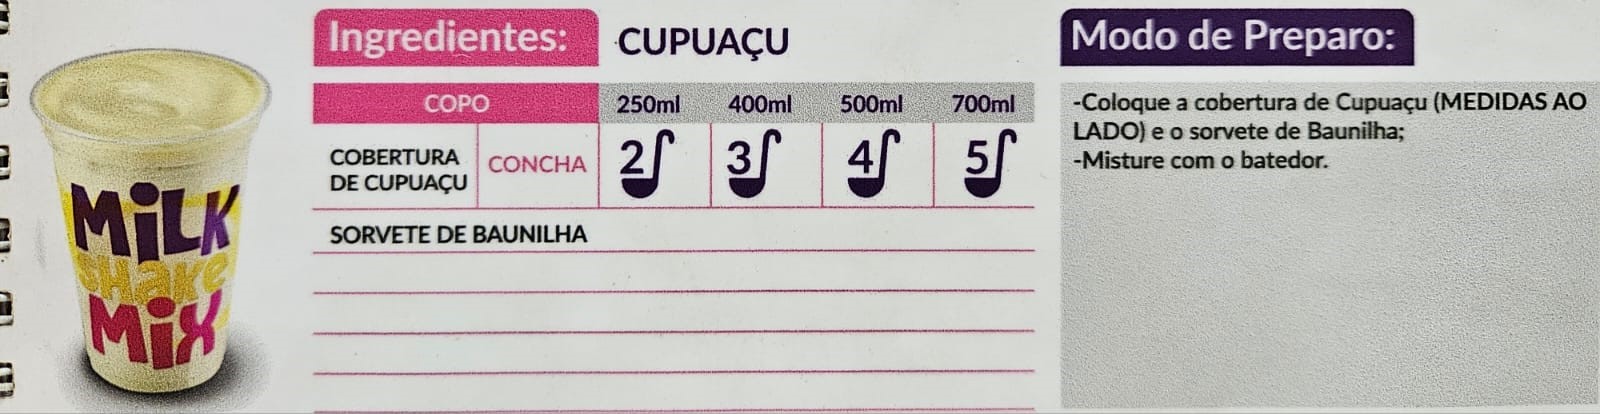 Ingredientes: CUPUAÇU
COPO 250ml 400ml 500ml 700ml
COBERTURA
DE CUPUAÇU CONCHA 2 3 4 5
SORVETE DE BAUNILHA
Modo de Preparo:
-Coloque a cobertura de Cupuaçu (MEDIDAS AO
LADO) e o sorvete de Baunilha;
-Misture com o batedor.
MiLK
SHAKE
MiX